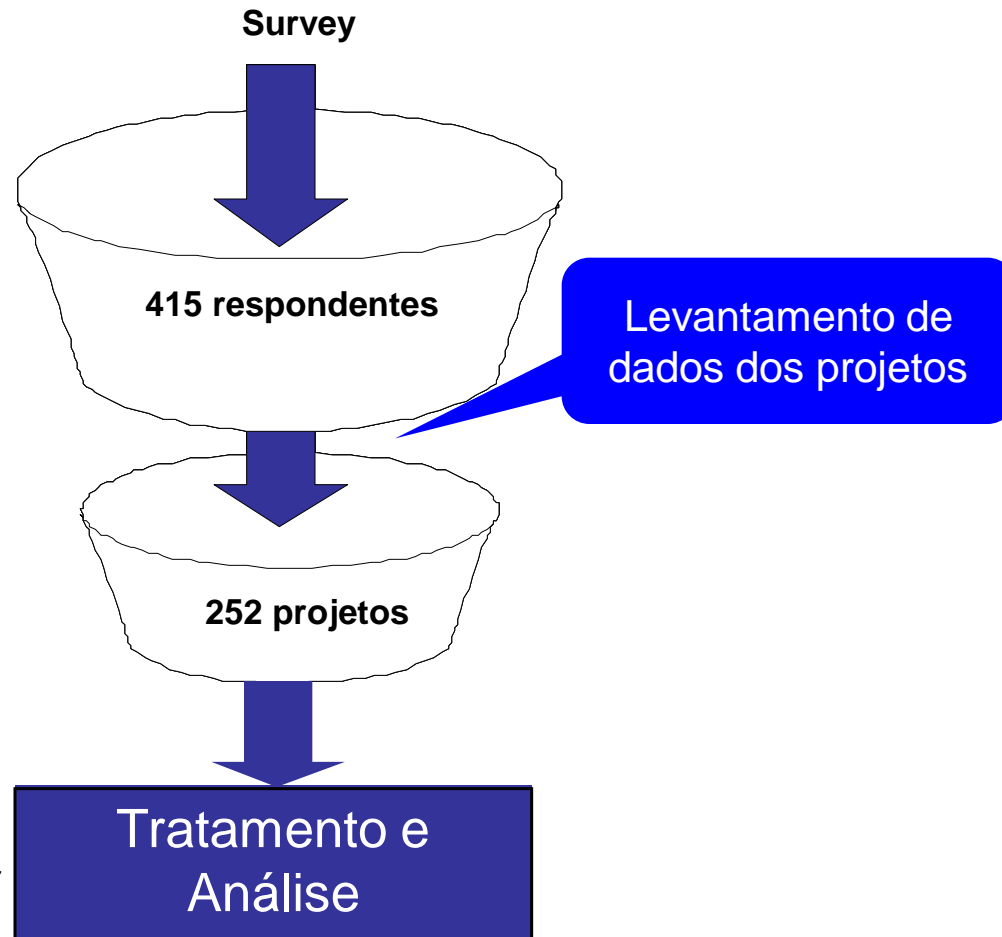 Survey
415 respondentes
Levantamento de
dados dos projetos
252 projetos
Tratamento e
Análise